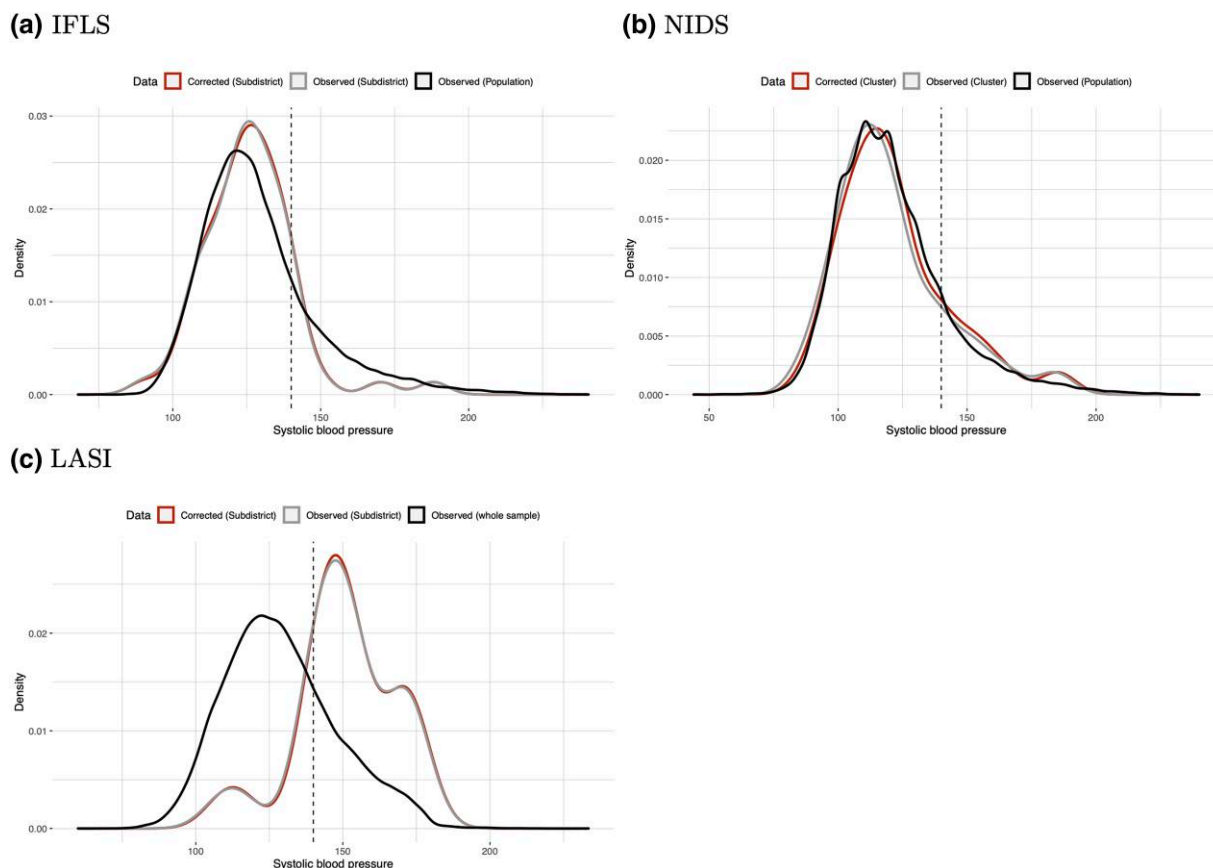 (a) IFLS
Data Corrected (Subdistrict) Observed (Subdistrict) Observed (Population)
0.03
0.02
0.01
0.00
Density
100 150 200
Systolic blood pressure
(b) NIDS
Data Corrected (Cluster) Observed (Cluster) Observed (Population)
0.020
0.015
0.010
0.005
0.000
Density
50 100 150 200
Systolic blood pressure
(c) LASI
Data Corrected (Subdistrict) Observed (Subdistrict) Observed (whole sample)
0.02
0.01
0.00
Density
100 150 200
Systolic blood pressure